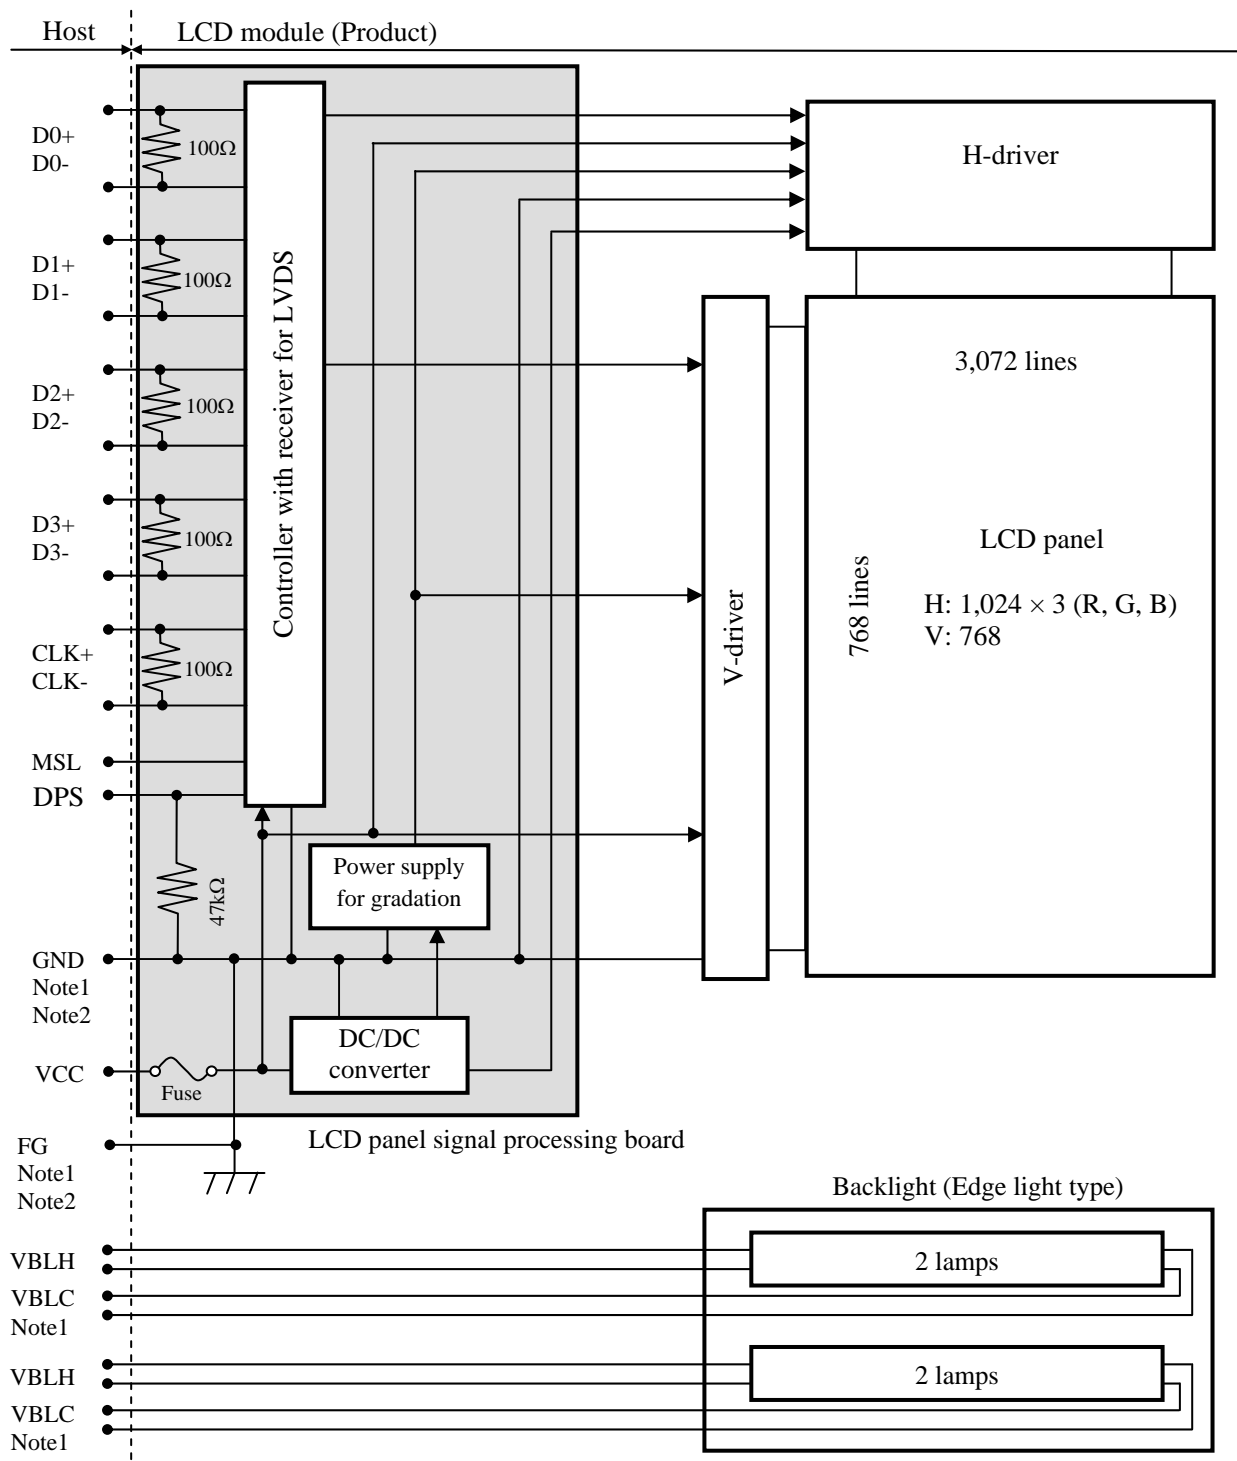 Host
LCD module (Product)
D0+
D0-
100Ω
D1+
D1-
100Ω
D2+
D2-
100Ω
D3+
D3-
100Ω
CLK+
CLK-
100Ω
MSL
DPS
47kΩ
GND
Note1
Note2
VCC
Fuse
FG
Note1
Note2
Controller with receiver for LVDS
Power supply
for gradation
DC/DC
converter
LCD panel signal processing board
H-driver
V-driver
3,072 lines
768 lines
LCD panel
H: 1,024 × 3 (R, G, B)
V: 768
Backlight (Edge light type)
VBLH
VBLC
Note1
2 lamps
VBLH
VBLC
Note1
2 lamps